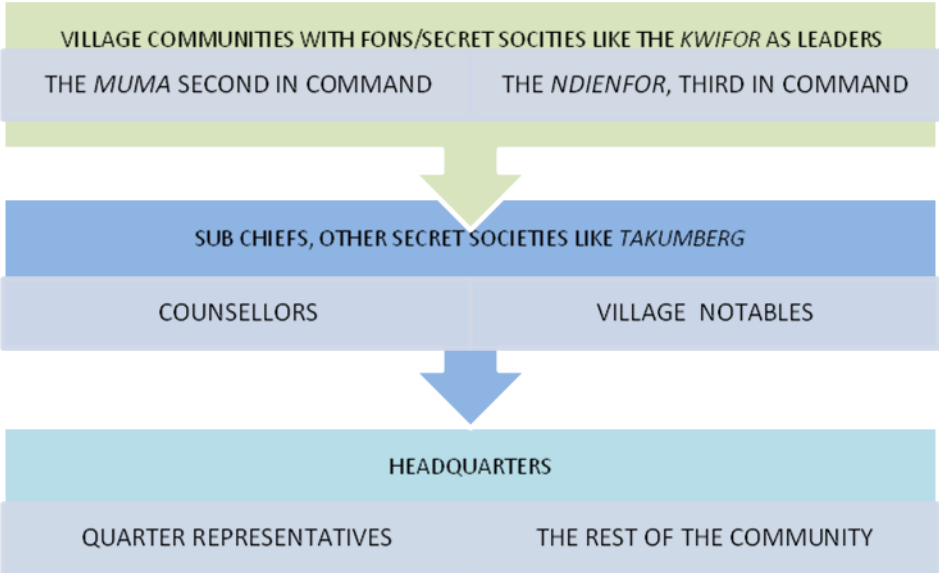 VILLAGE COMMUNITIES WITH FONS/SECRET SOCITIES LIKE THE KWIFOR AS LEADERS
THE MUMA SECOND IN COMMAND
THE NDIENFOR, THIRD IN COMMAND
SUB CHIEFS, OTHER SECRET SOCIETIES LIKE TAKUMBERG
COUNSELLORS
VILLAGE NOTABLES
HEADQUARTERS
QUARTER REPRESENTATIVES
THE REST OF THE COMMUNITY